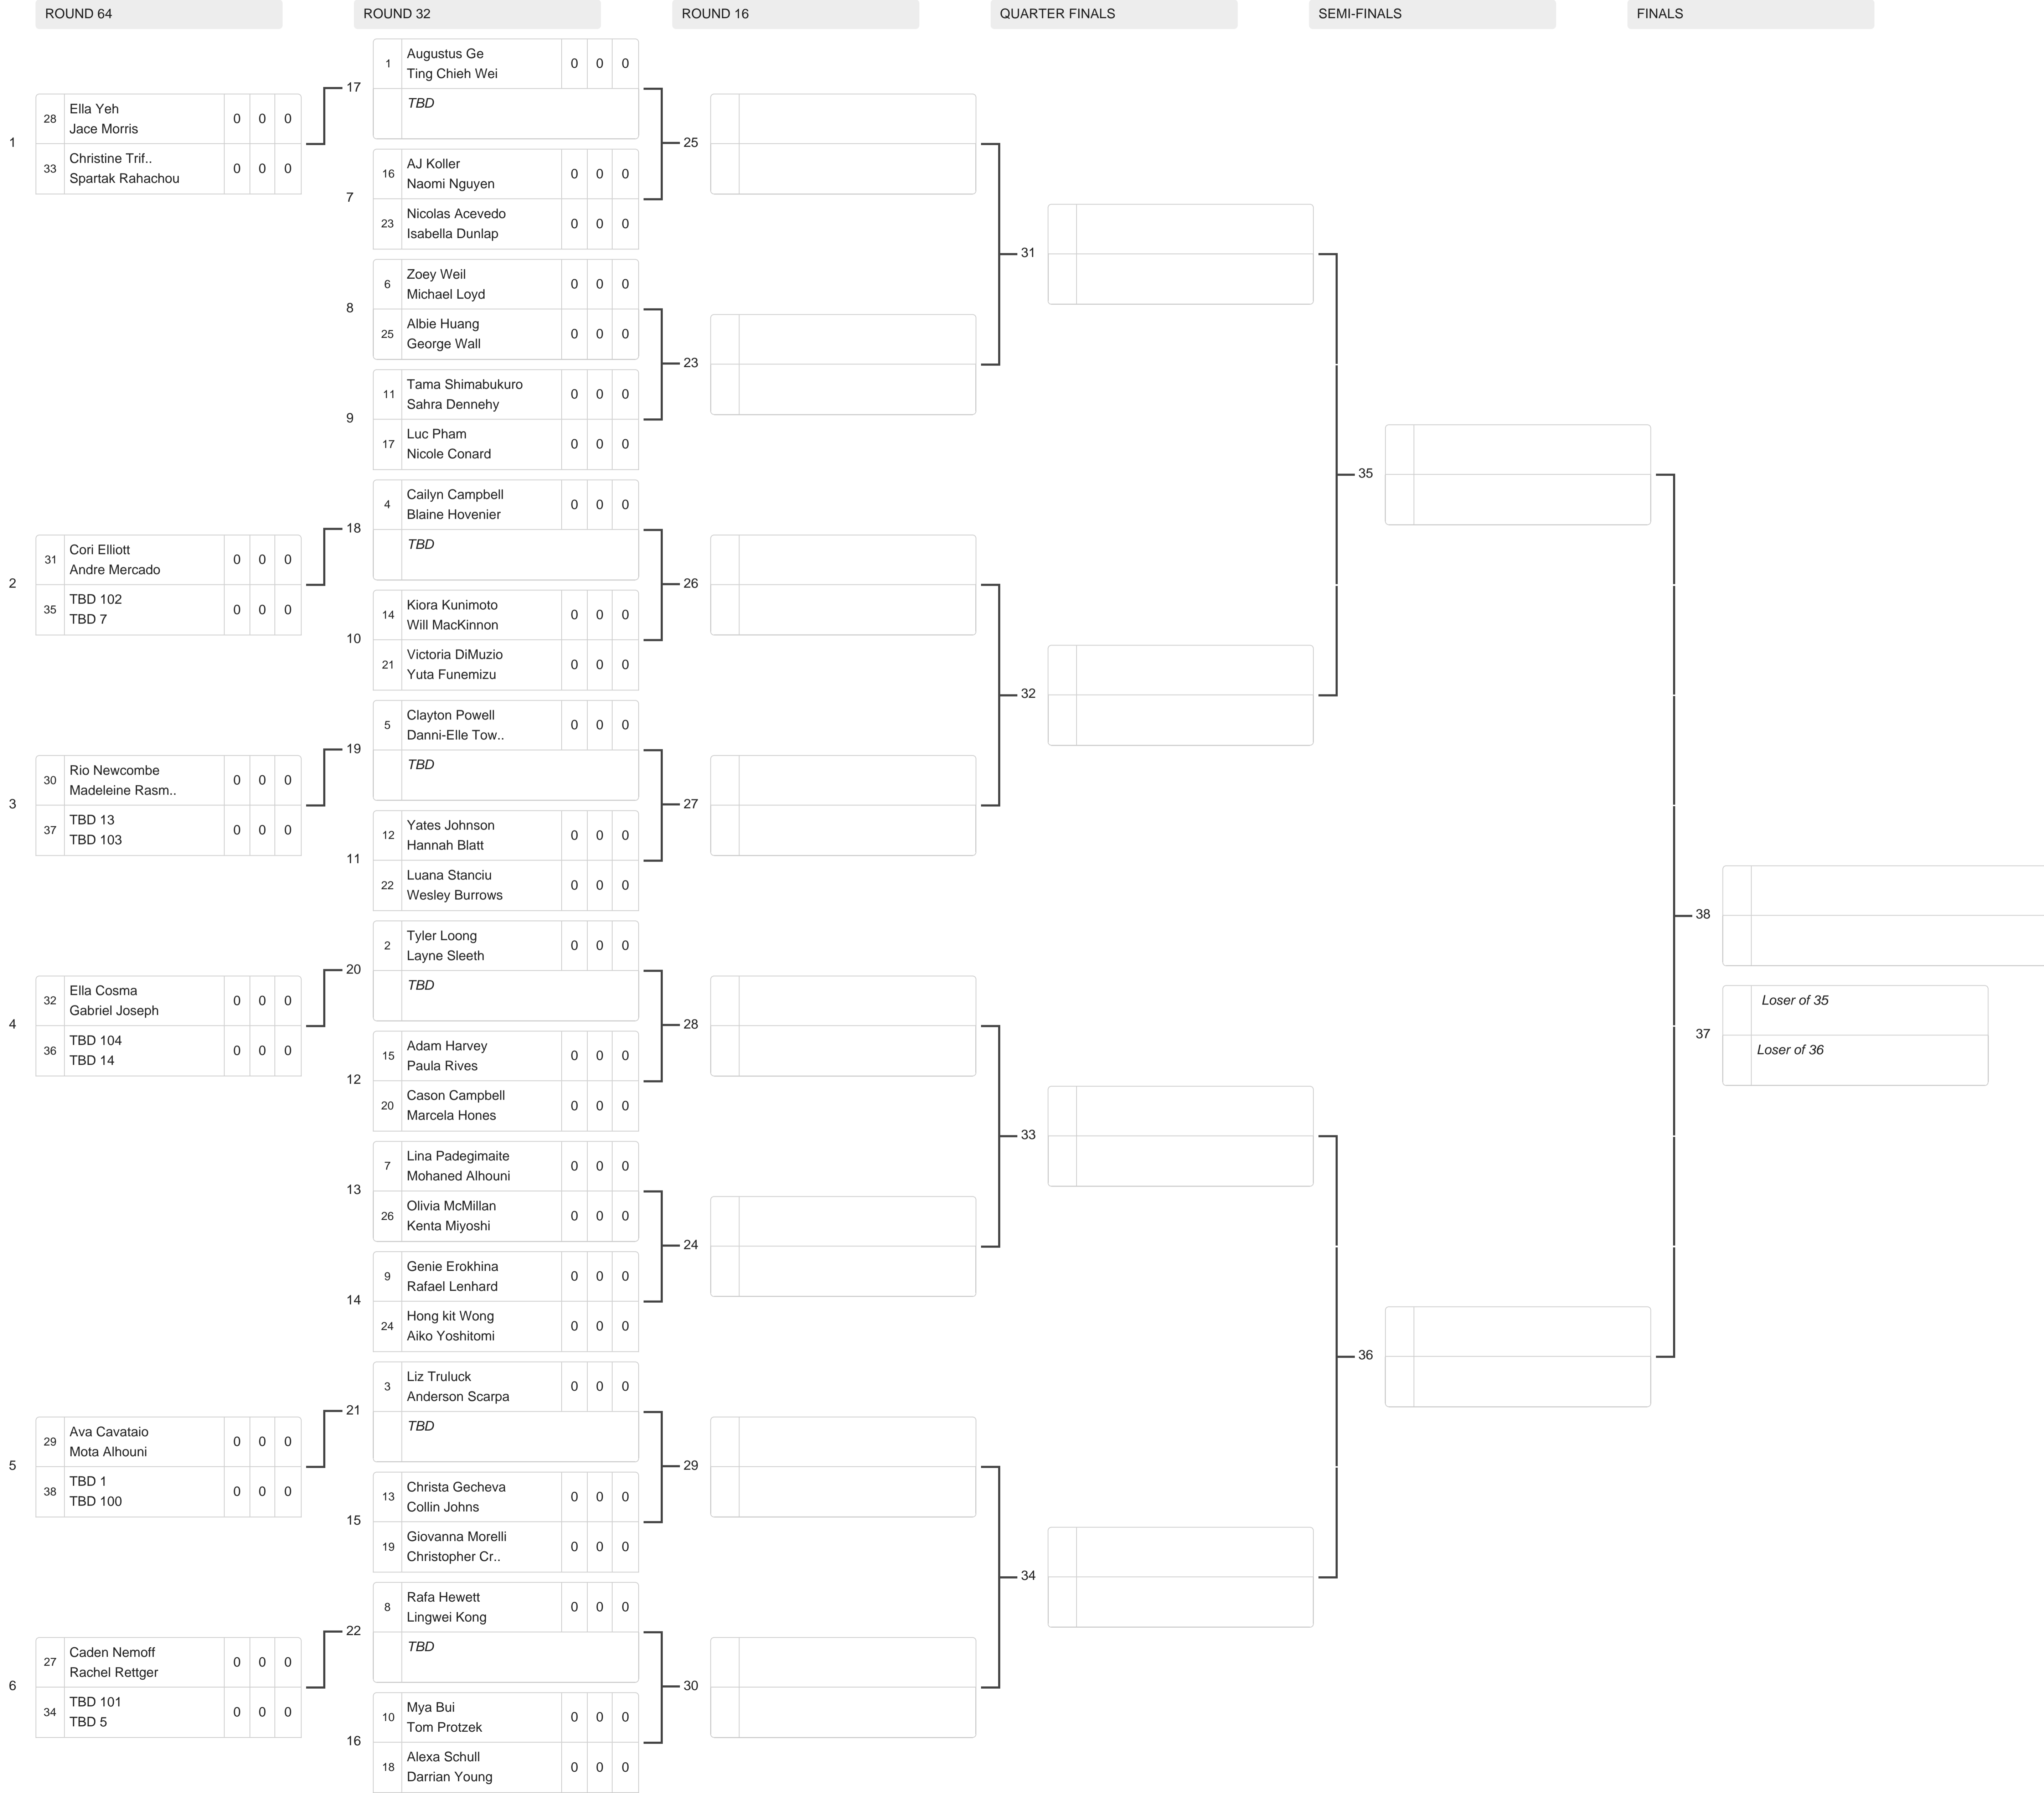 ROUND 64
ROUND 32
ROUND 16
QUARTER FINALS
SEMI-FINALS
FINALS
1
28
Ella Yeh
Jace Morris
0 0 0
33
Christine Trif..
Spartak Rahachou
0 0 0
2
31
Cori Elliott
Andre Mercado
0 0 0
35
TBD 102
TBD 7
0 0 0
3
30
Rio Newcombe
Madeleine Rasm..
0 0 0
37
TBD 13
TBD 103
0 0 0
4
32
Ella Cosma
Gabriel Joseph
0 0 0
36
TBD 104
TBD 14
0 0 0
5
29
Ava Cavataio
Mota Alhouni
0 0 0
38
TBD 1
TBD 100
0 0 0
6
27
Caden Nemoff
Rachel Rettger
0 0 0
34
TBD 101
TBD 5
0 0 0
17
1
Augustus Ge
Ting Chieh Wei
0 0 0
TBD
7
16
AJ Koller
Naomi Nguyen
0 0 0
23
Nicolas Acevedo
Isabella Dunlap
0 0 0
8
6
Zoey Weil
Michael Loyd
0 0 0
25
Albie Huang
George Wall
0 0 0
9
11
Tama Shimabukuro
Sahra Dennehy
0 0 0
17
Luc Pham
Nicole Conard
0 0 0
18
4
Cailyn Campbell
Blaine Hovenier
0 0 0
TBD
10
14
Kiora Kunimoto
Will MacKinnon
0 0 0
21
Victoria DiMuzio
Yuta Funemizu
0 0 0
19
5
Clayton Powell
Danni-Elle Tow..
0 0 0
TBD
11
12
Yates Johnson
Hannah Blatt
0 0 0
22
Luana Stanciu
Wesley Burrows
0 0 0
20
2
Tyler Loong
Layne Sleeth
0 0 0
TBD
12
15
Adam Harvey
Paula Rives
0 0 0
20
Cason Campbell
Marcela Hones
0 0 0
13
7
Lina Padegimaite
Mohaned Alhouni
0 0 0
26
Olivia McMillan
Kenta Miyoshi
0 0 0
14
9
Genie Erokhina
Rafael Lenhard
0 0 0
24
Hong kit Wong
Aiko Yoshitomi
0 0 0
21
3
Liz Truluck
Anderson Scarpa
0 0 0
TBD
15
13
Christa Gecheva
Collin Johns
0 0 0
19
Giovanna Morelli
Christopher Cr..
0 0 0
22
8
Rafa Hewett
Lingwei Kong
0 0 0
TBD
16
10
Mya Bui
Tom Protzek
0 0 0
18
Alexa Schull
Darrian Young
0 0 0
25
23
26
27
28
24
29
30
31
32
33
34
35
36
38
37
Loser of 35
Loser of 36